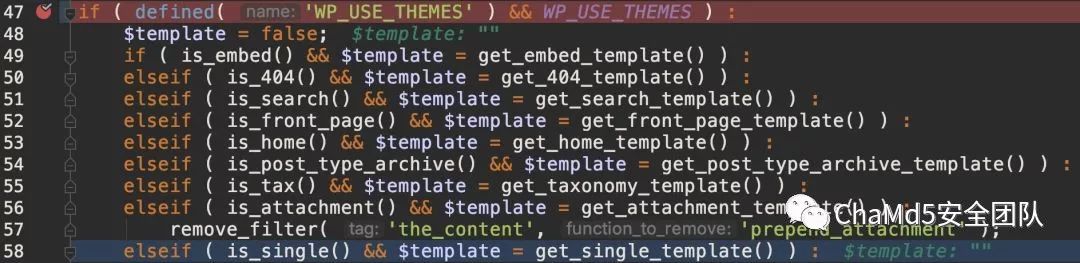 47 if ( defined( name: 'WP_USE_THEMES' ) && WP_USE_THEMES ) :
48 $template = false; $template: ""
49 if ( is_embed() && $template = get_embed_template() ) :
50 elseif ( is_404() && $template = get_404_template() ) :
51 elseif ( is_search() && $template = get_search_template() ) :
52 elseif ( is_front_page() && $template = get_front_page_template() ) :
53 elseif ( is_home() && $template = get_home_template() ) :
54 elseif ( is_post_type_archive() && $template = get_post_type_archive_template() ) :
55 elseif ( is_tax() && $template = get_taxonomy_template() ) :
56 elseif ( is_attachment() && $template = get_attachment_template() ) :
57 remove_filter( tag: 'the_content', function_to_remove: 'prepend_attachment' );
58 elseif ( is_single() && $template = get_single_template() ) : $template: ""
ChaMd5安全团队